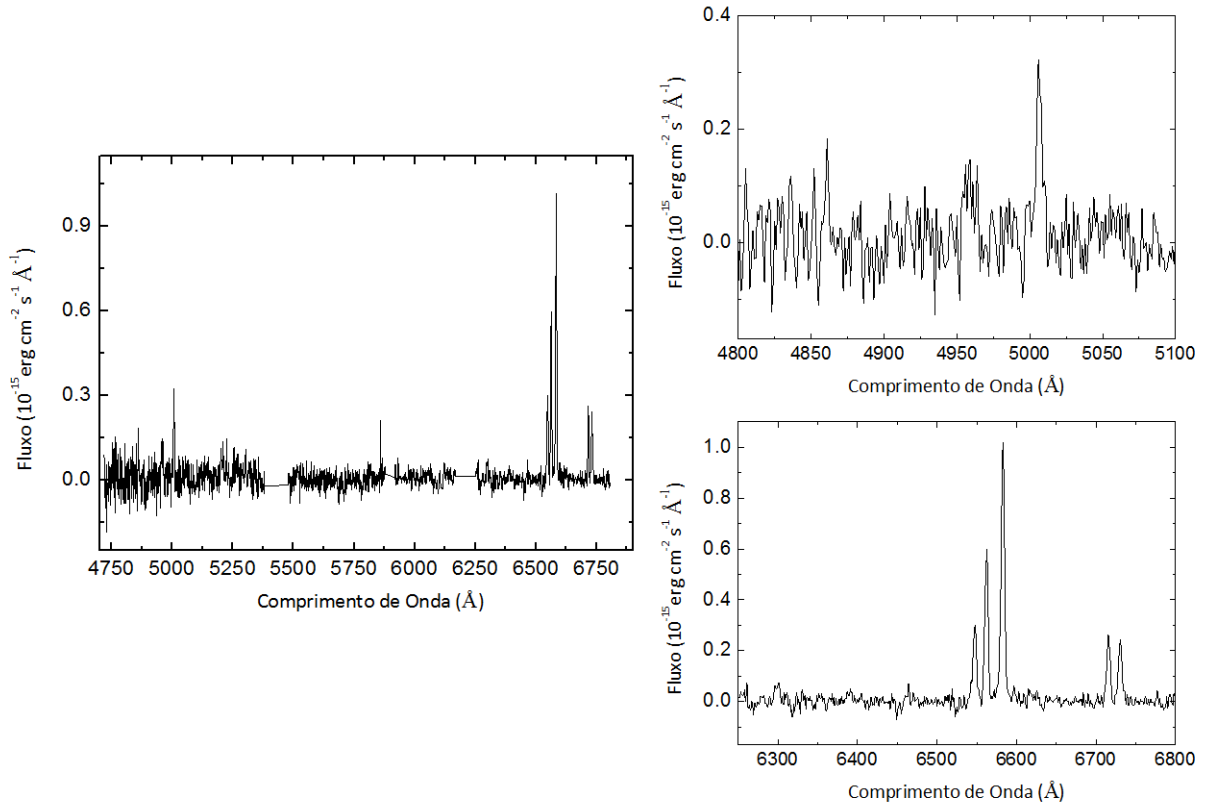 Fluxo (10⁻¹⁵ erg cm⁻² s⁻¹ Å⁻¹)
0.9
0.6
0.3
0.0
4750 5000 5250 5500 5750 6000 6250 6500 6750
Comprimento de Onda (Å)
Fluxo (10⁻¹⁵ erg cm⁻² s⁻¹ Å⁻¹)
0.4
0.2
0.0
4800 4850 4900 4950 5000 5050 5100
Comprimento de Onda (Å)
Fluxo (10⁻¹⁵ erg cm⁻² s⁻¹ Å⁻¹)
1.0
0.8
0.6
0.4
0.2
0.0
6300 6400 6500 6600 6700 6800
Comprimento de Onda (Å)